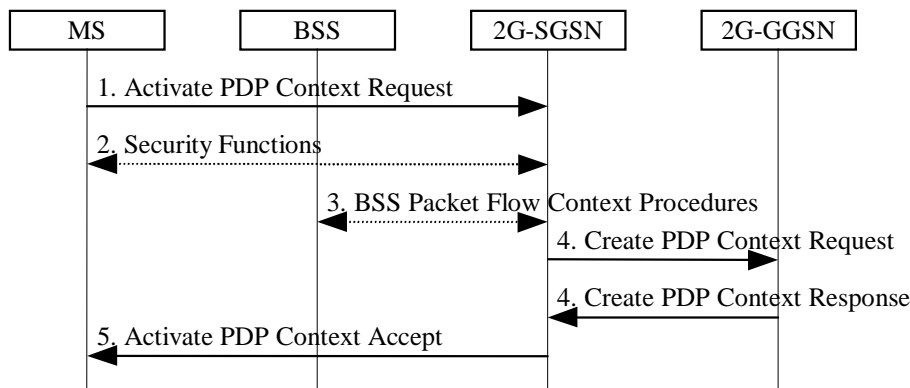 MS BSS 2G-SGSN 2G-GGSN
1. Activate PDP Context Request
2. Security Functions
3. BSS Packet Flow Context Procedures
4. Create PDP Context Request
4. Create PDP Context Response
5. Activate PDP Context Accept